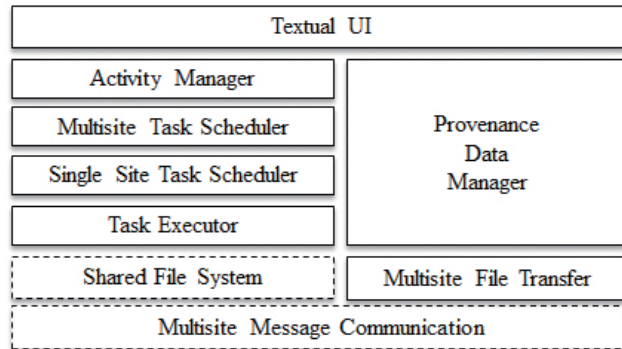 Textual UI
Activity Manager
Multisite Task Scheduler
Single Site Task Scheduler
Task Executor
Provenance
Data
Manager
Shared File System
Multisite File Transfer
Multisite Message Communication